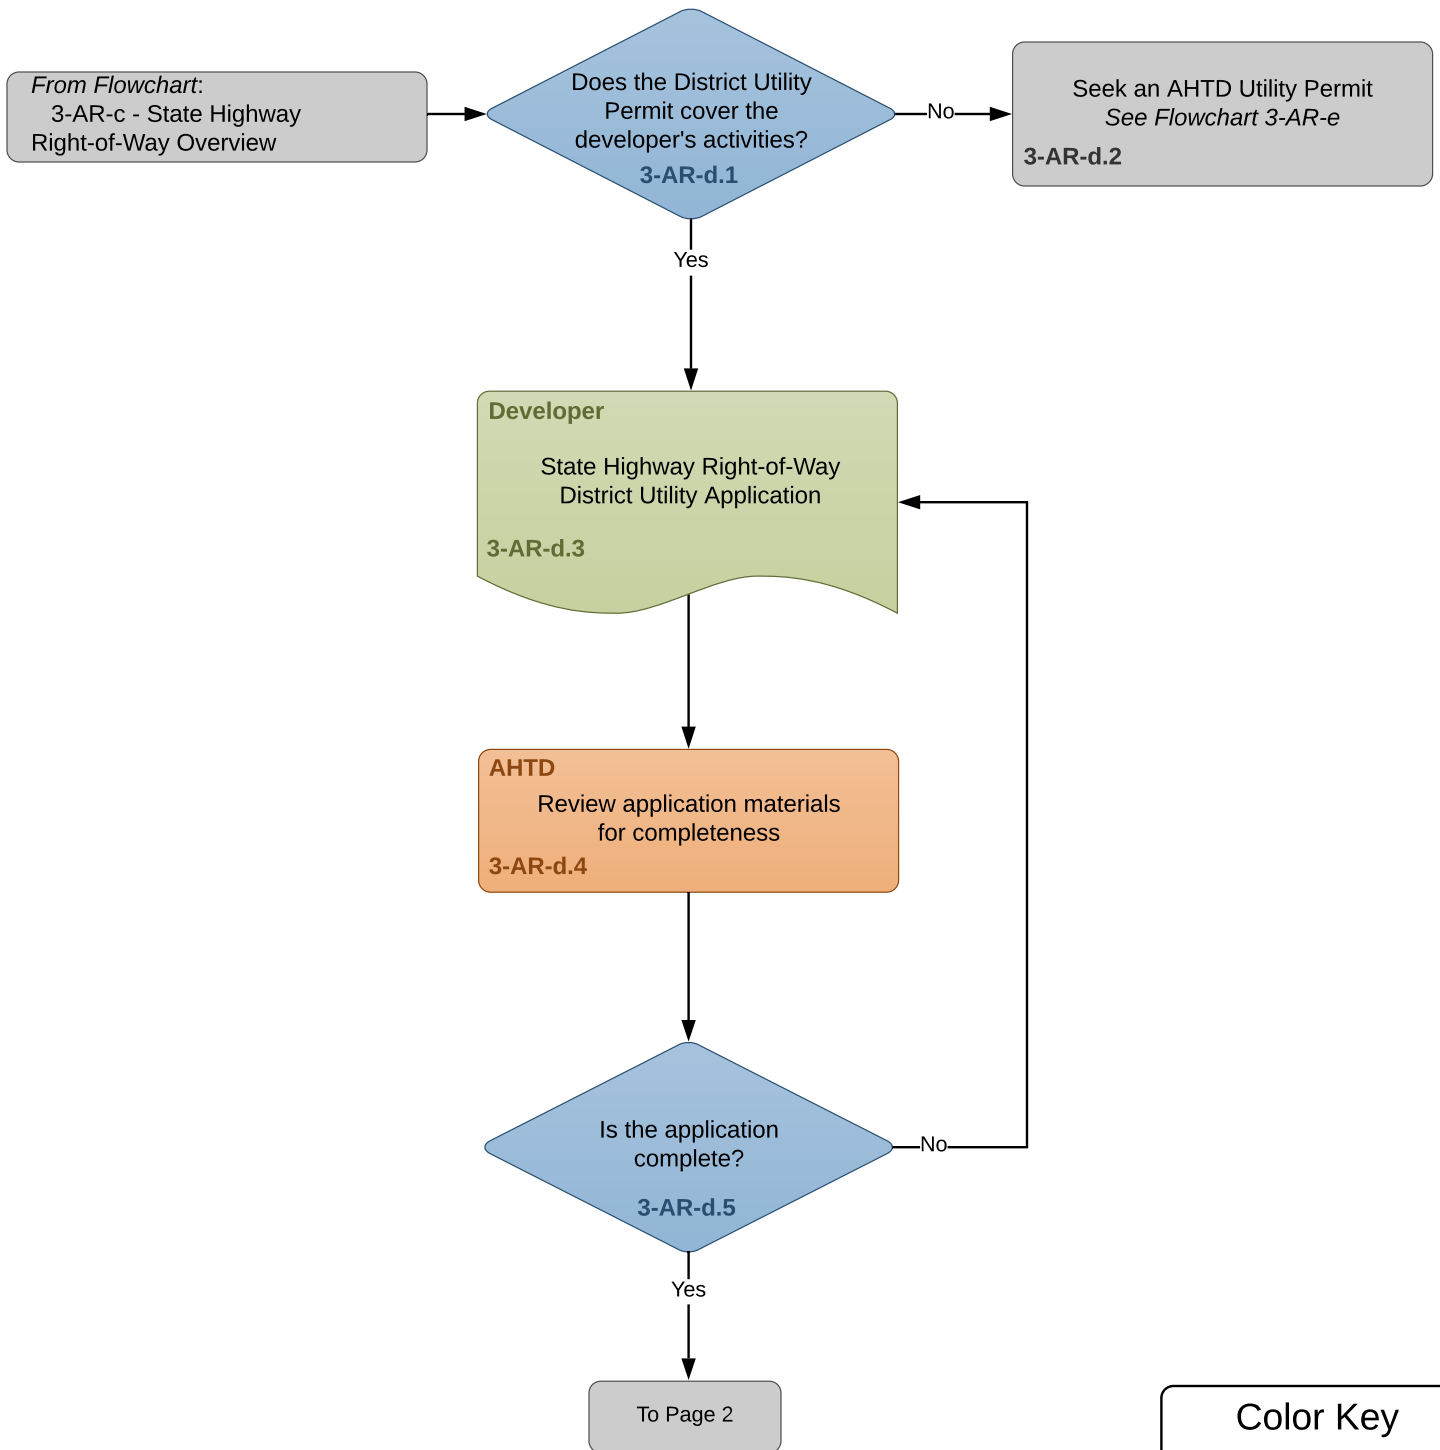 From Flowchart:
3-AR-c - State Highway
Right-of-Way Overview
Does the District Utility
Permit cover the
developer's activities?
3-AR-d.1
No
Seek an AHTD Utility Permit
See Flowchart 3-AR-e
3-AR-d.2
Yes
Developer
State Highway Right-of-Way
District Utility Application
3-AR-d.3
AHTD
Review application materials
for completeness
3-AR-d.4
Is the application
complete?
3-AR-d.5
No
Yes
To Page 2
Color Key